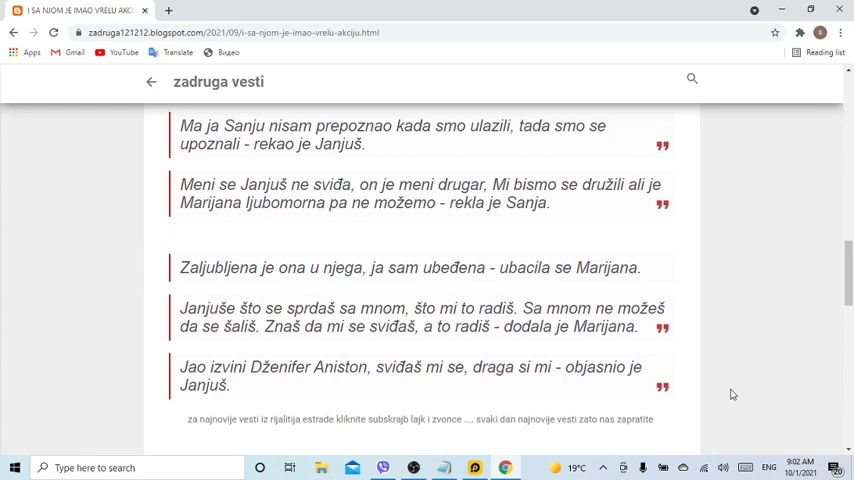 I SA NJOM JE IMAO VRELU AKCI
zadruga121212.blogspot.com/2021/09/i-sa-njom-je-imao-vrelu-akciju.html
Apps Gmail YouTube Translate Видео Reading list
zadruga vesti
Ma ja Sanju nisam prepoznao kada smo ulazili, tada smo se
upoznali - rekao je Janjuš.
Meni se Janjuš ne sviđa, on je meni drugar, Mi bismo se družili ali je
Marijana ljubomorna pa ne možemo - rekla je Sanja.
Zaljubljena je ona u njega, ja sam ubeđena - ubacila se Marijana.
Janjuše što se sprdaš sa mnom, što mi to radiš. Sa mnom ne možeš
da se šališ. Znaš da mi se sviđaš, a to radiš - dodala je Marijana.
Jao izvini Dženifer Aniston, sviđaš mi se, draga si mi - objasnio je
Janjuš.
za najnovije vesti iz rijalitija estrade kliknite subskrajb lajk i zvonce .... svaki dan najnovije vesti zato nas zapratite
Type here to search
19°C
ENG
9:02 AM
10/1/2021
20